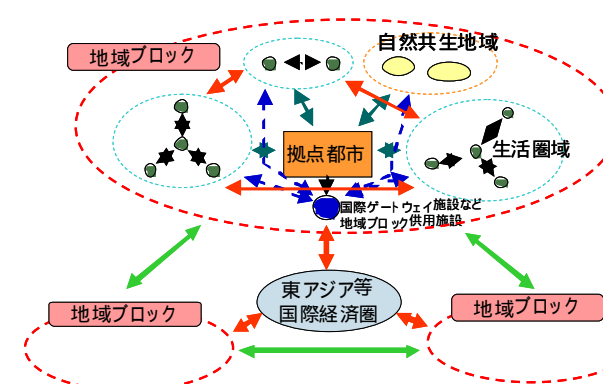 自然共生地域
地域ブロック
拠点都市
生活圏域
国際ゲートウェイ施設など
地域ブロック供用施設
東アジア等
国際経済圏
地域ブロック
地域ブロック